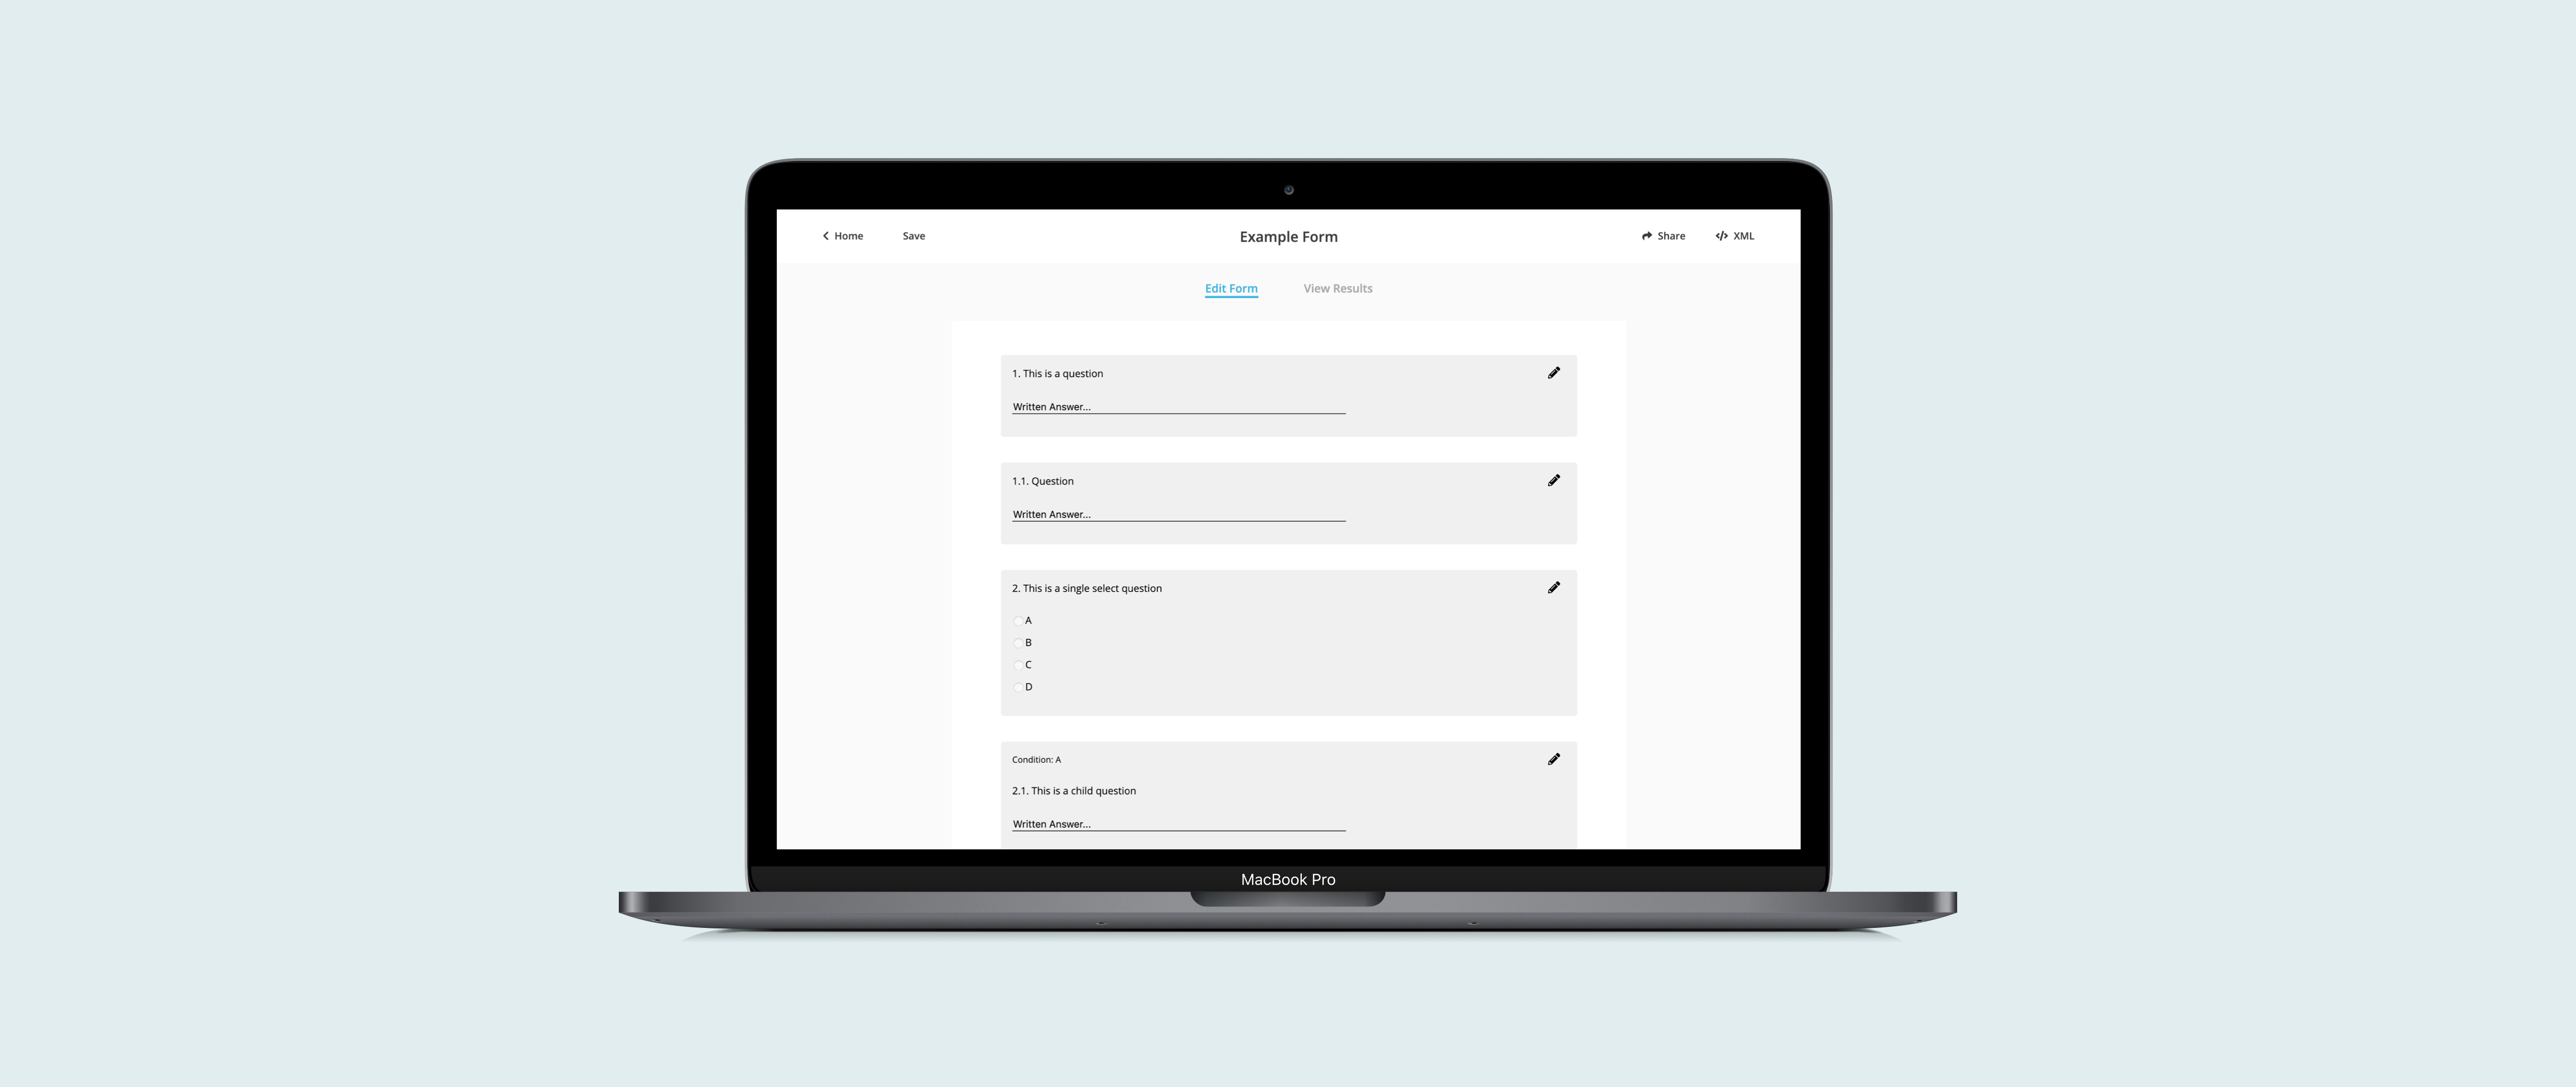 Home Save Example Form Share XML
Edit Form View Results
1. This is a question
Written Answer...
1.1. Question
Written Answer...
2. This is a single select question
A
B
C
D
Condition: A
2.1. This is a child question
Written Answer...
MacBook Pro